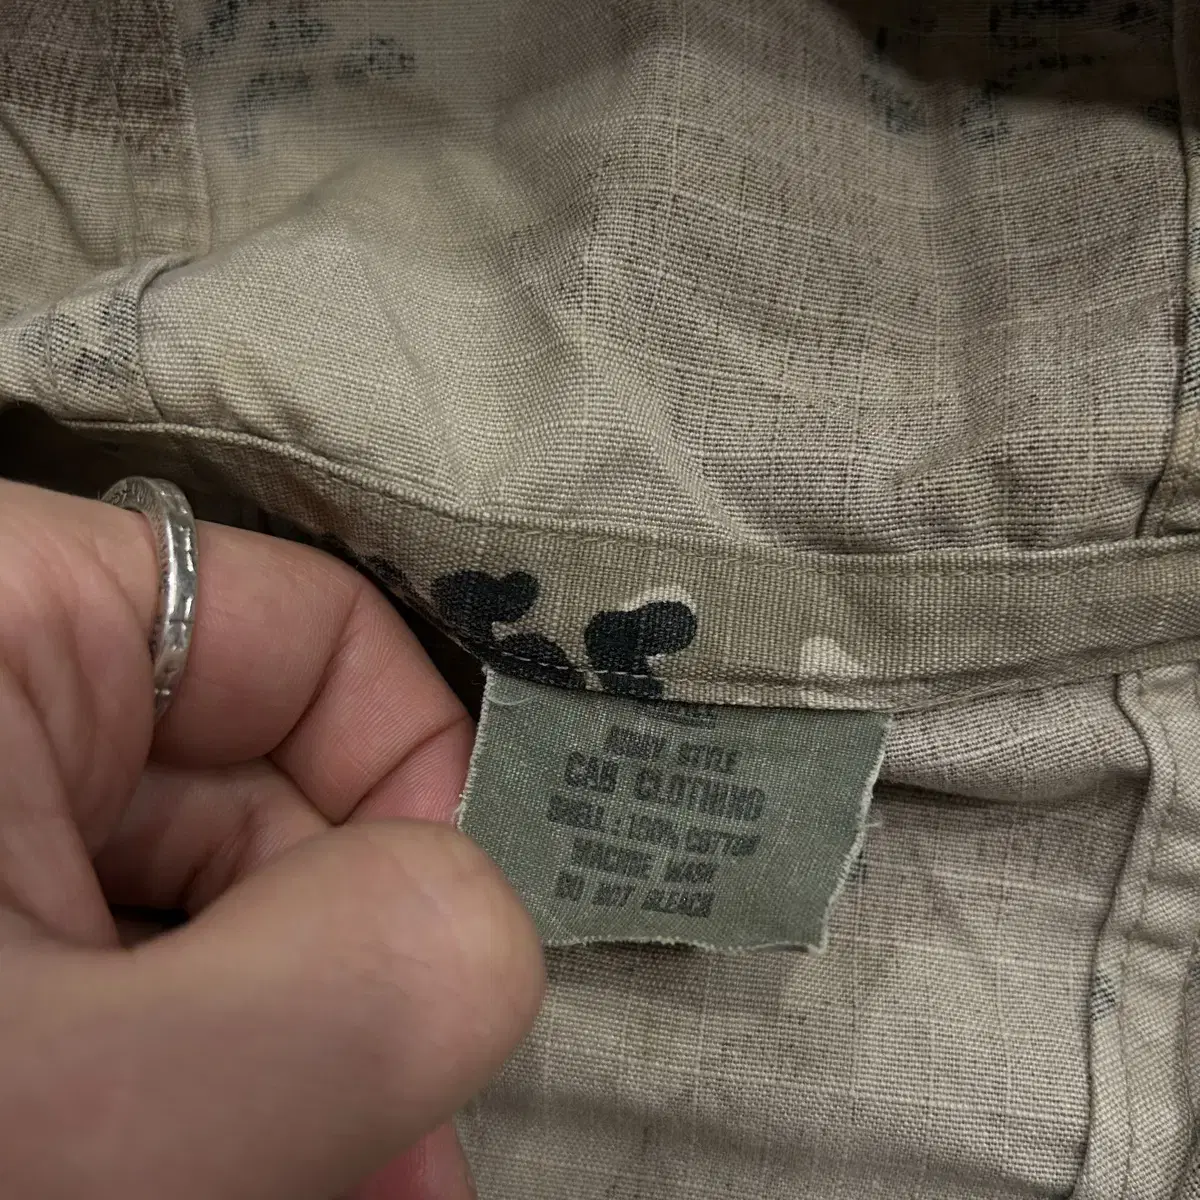 ARMY STYLE
CAB CLOTHING
SHELL: 100% COTTON
MACHINE WASH
DO NOT BLEACH